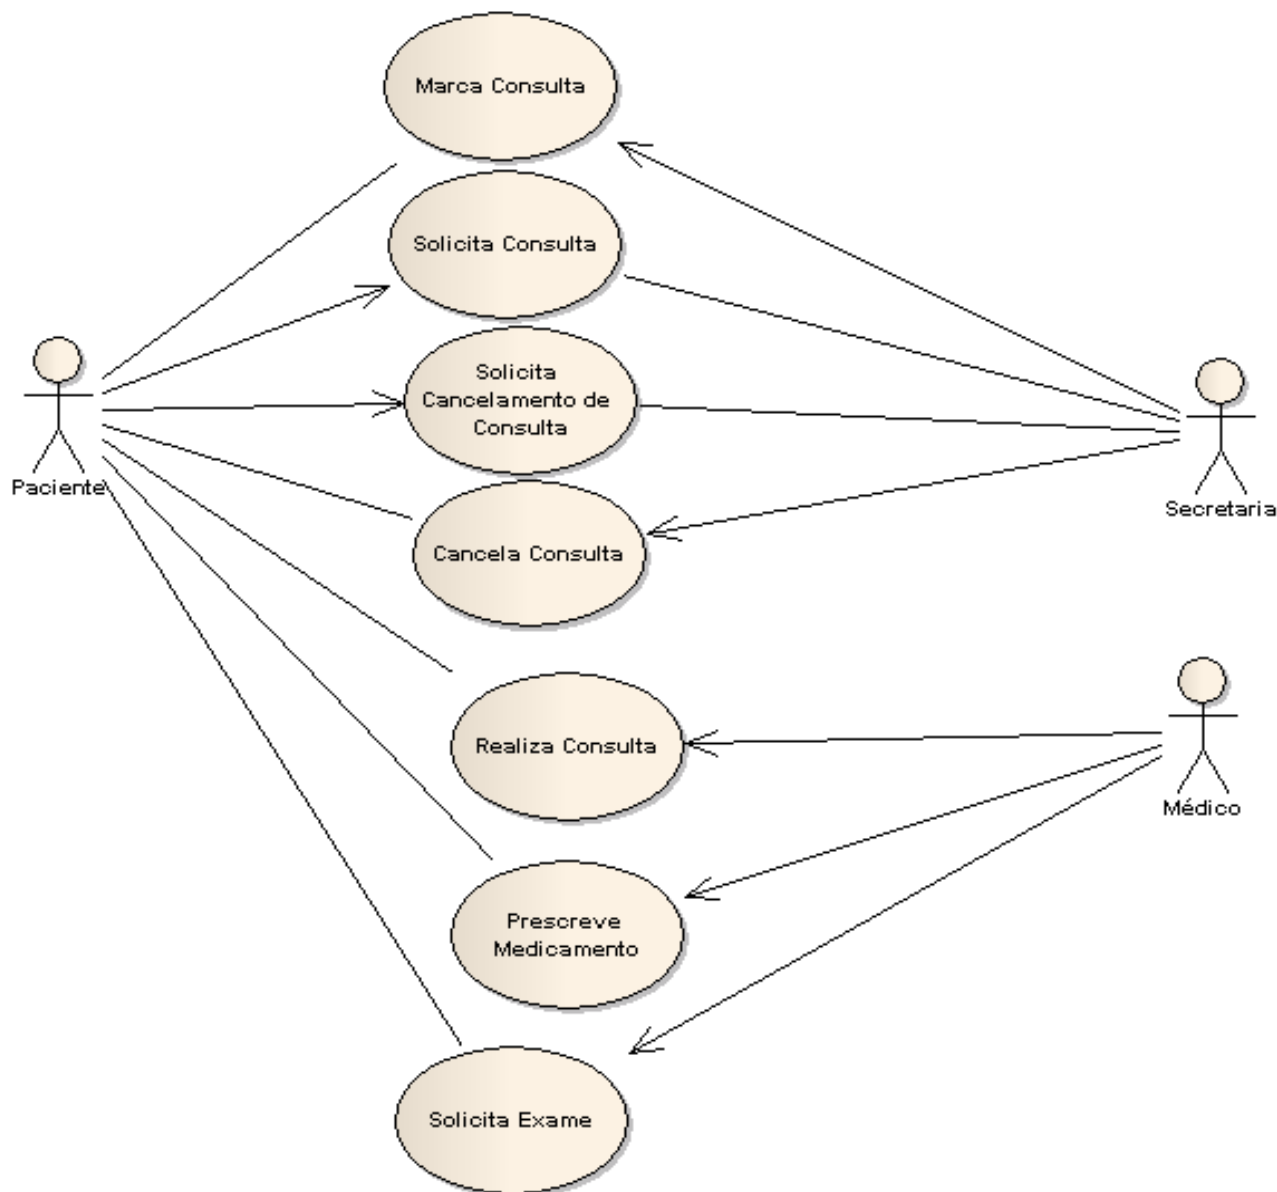 Marca Consulta
Solicita Consulta
Solicita
Cancelamento de
Consulta
Paciente
Secretaria
Cancela Consulta
Realiza Consulta
Médico
Prescreve
Medicamento
Solicita Exame